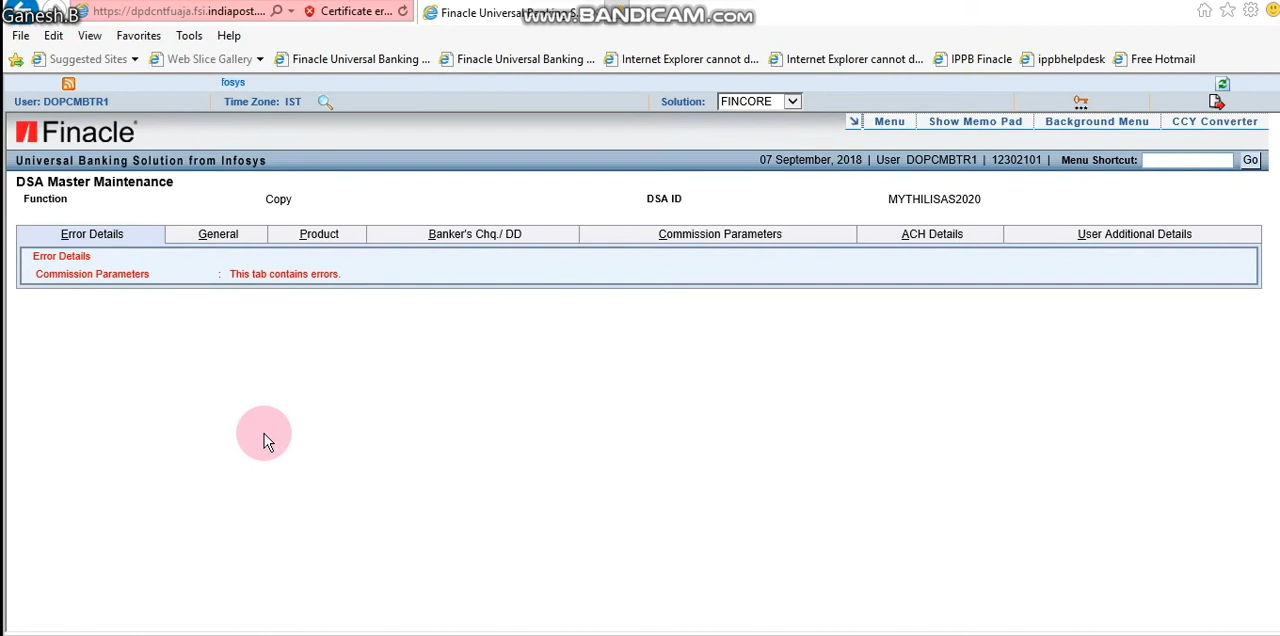 Ganesh.B
https://dpdcntfuaja.fsi.indiapost.... Certificate er... Finacle Universal Banking S...
www.BANDICAM.com
File Edit View Favorites Tools Help
Suggested Sites Web Slice Gallery Finacle Universal Banking ... Finacle Universal Banking ... Internet Explorer cannot d... Internet Explorer cannot d... IPPB Finacle ippbhelpdesk Free Hotmail
fosys
User: DOPCMBTR1 Time Zone: IST Solution: FINCORE
Finacle Menu Show Memo Pad Background Menu CCY Converter
Universal Banking Solution from Infosys 07 September, 2018 | User DOPCMBTR1 | 12302101 | Menu Shortcut: Go
DSA Master Maintenance
Function Copy DSA ID MYTHILISAS2020
Error Details General Product Banker's Chq./ DD Commission Parameters ACH Details User Additional Details
Error Details
Commission Parameters : This tab contains errors.